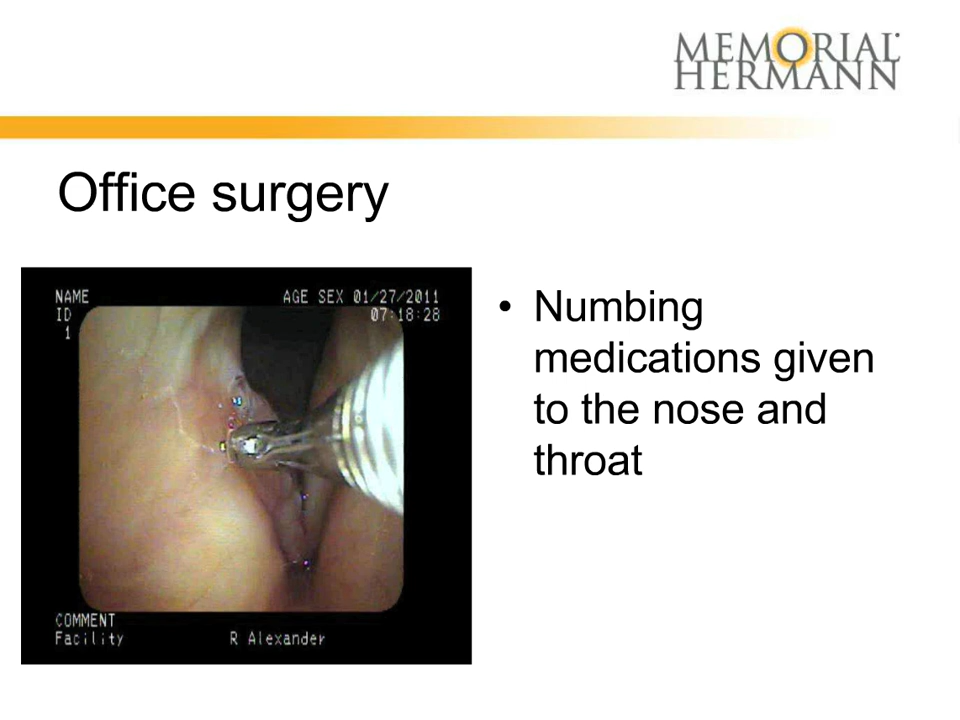 MEMORIAL
HERMANN
Office surgery
NAME AGE SEX 01/27/2011
ID 07:18:28
1
COMMENT
Facility R Alexander
• Numbing
medications given
to the nose and
throat